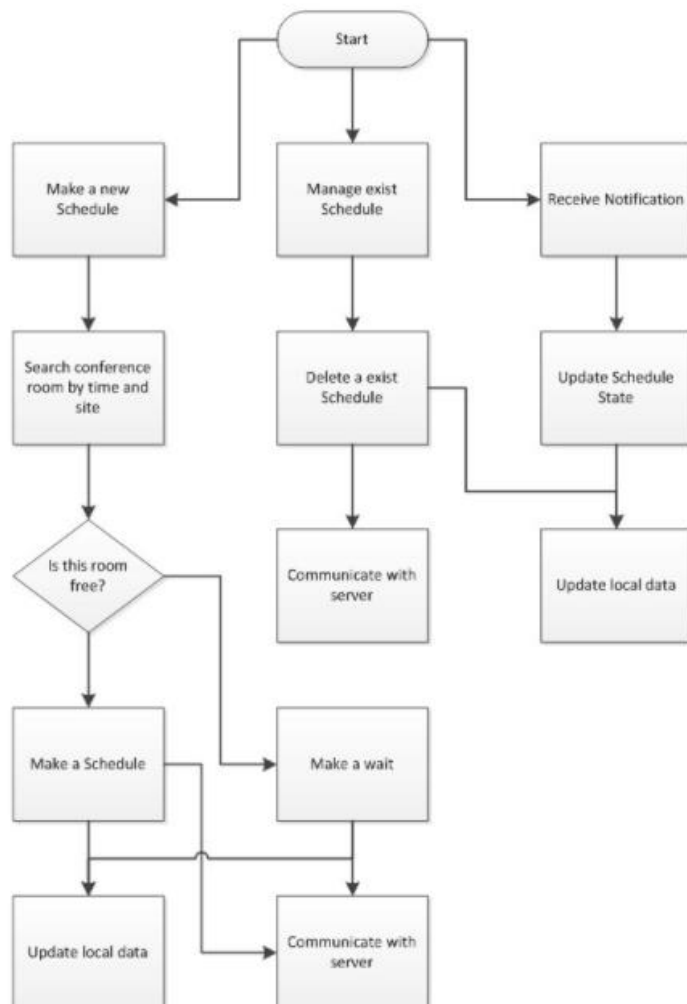 Start
Make a new
Schedule
Manage exist
Schedule
Receive Notification
Search conference
room by time and
site
Delete a exist
Schedule
Update Schedule
State
Is this room
free?
Communicate with
server
Update local data
Make a Schedule
Make a wait
Update local data
Communicate with
server